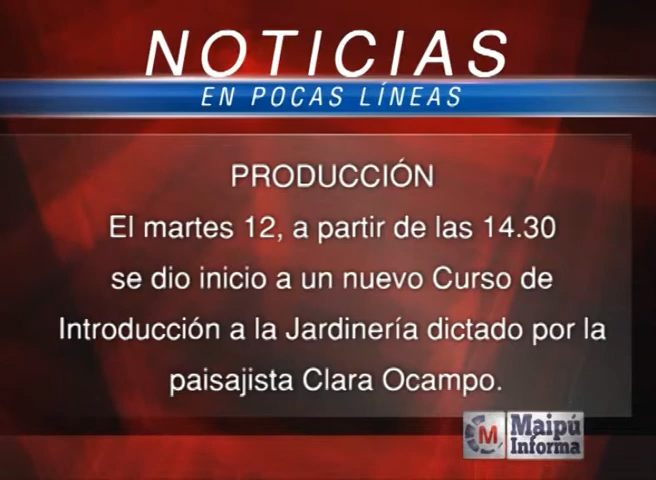 NOTICIAS
EN POCAS LÍNEAS
PRODUCCIÓN
El martes 12, a partir de las 14.30
se dio inicio a un nuevo Curso de
Introducción a la Jardinería dictado por la
paisajista Clara Ocampo.
M
Maipú
Informa